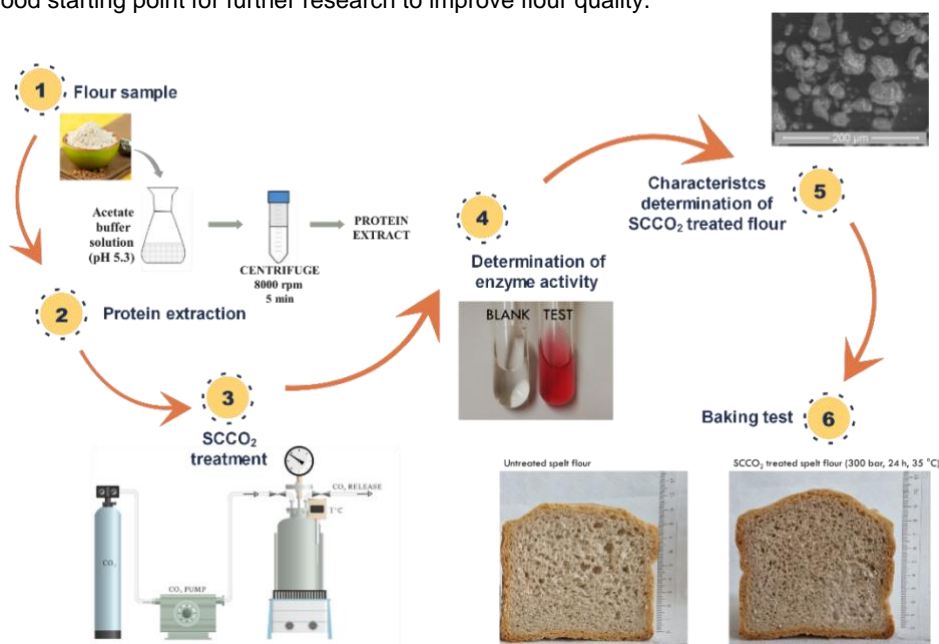 ood starting point for further research to improve flour quality.
1
Flour sample
Acetate
buffer
solution
(pH 5.3)
CENTRIFUGE
8000 rpm
5 min
PROTEIN
EXTRACT
2
Protein extraction
3
SCCO₂
treatment
CO₂
CO₂ PUMP
CO₂ RELEASE
T°C
4
Determination of
enzyme activity
BLANK TEST
200 µm
5
Characteristcs
determination of
SCCO₂ treated flour
Baking test
6
Untreated spelt flour
SCCO₂ treated spelt flour (300 bar, 24 h, 35 °C)